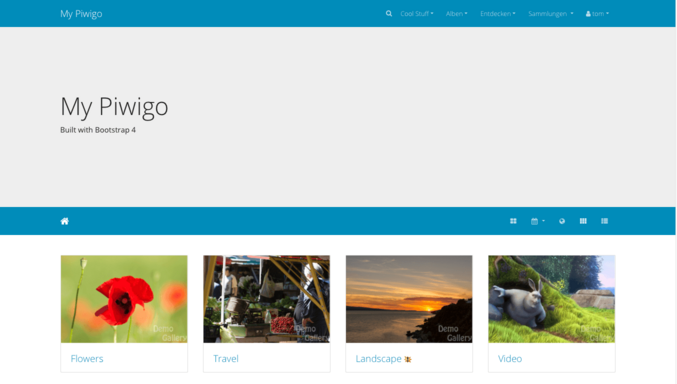 My Piwigo
Cool Stuff
Alben
Entdecken
Sammlungen
tom
My Piwigo
Built with Bootstrap 4
Demo
Gallery
Demo
Gallery
Demo
Gallery
Demo
Gallery
Flowers
Travel
Landscape
Video